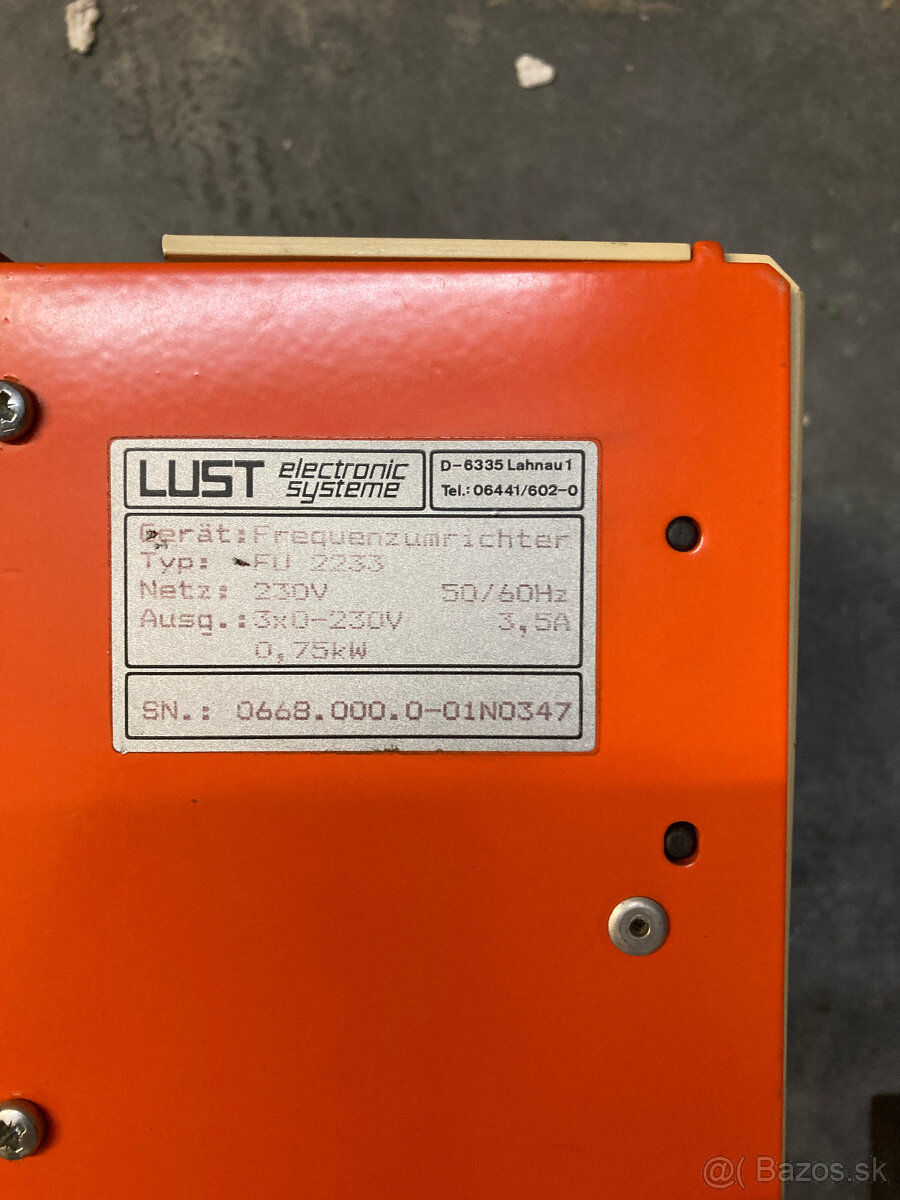 LUST electronic systeme
D-6335 Lahnau 1
Tel.: 06441/602-0
Gerät: Frequenzumrichter
Typ: FU 2233
Netz: 230V 50/60Hz
Ausg.: 3x0-230V 3,5A
0,75kW
SN.: 0668.000.0-01N0347
@( Bazos.sk